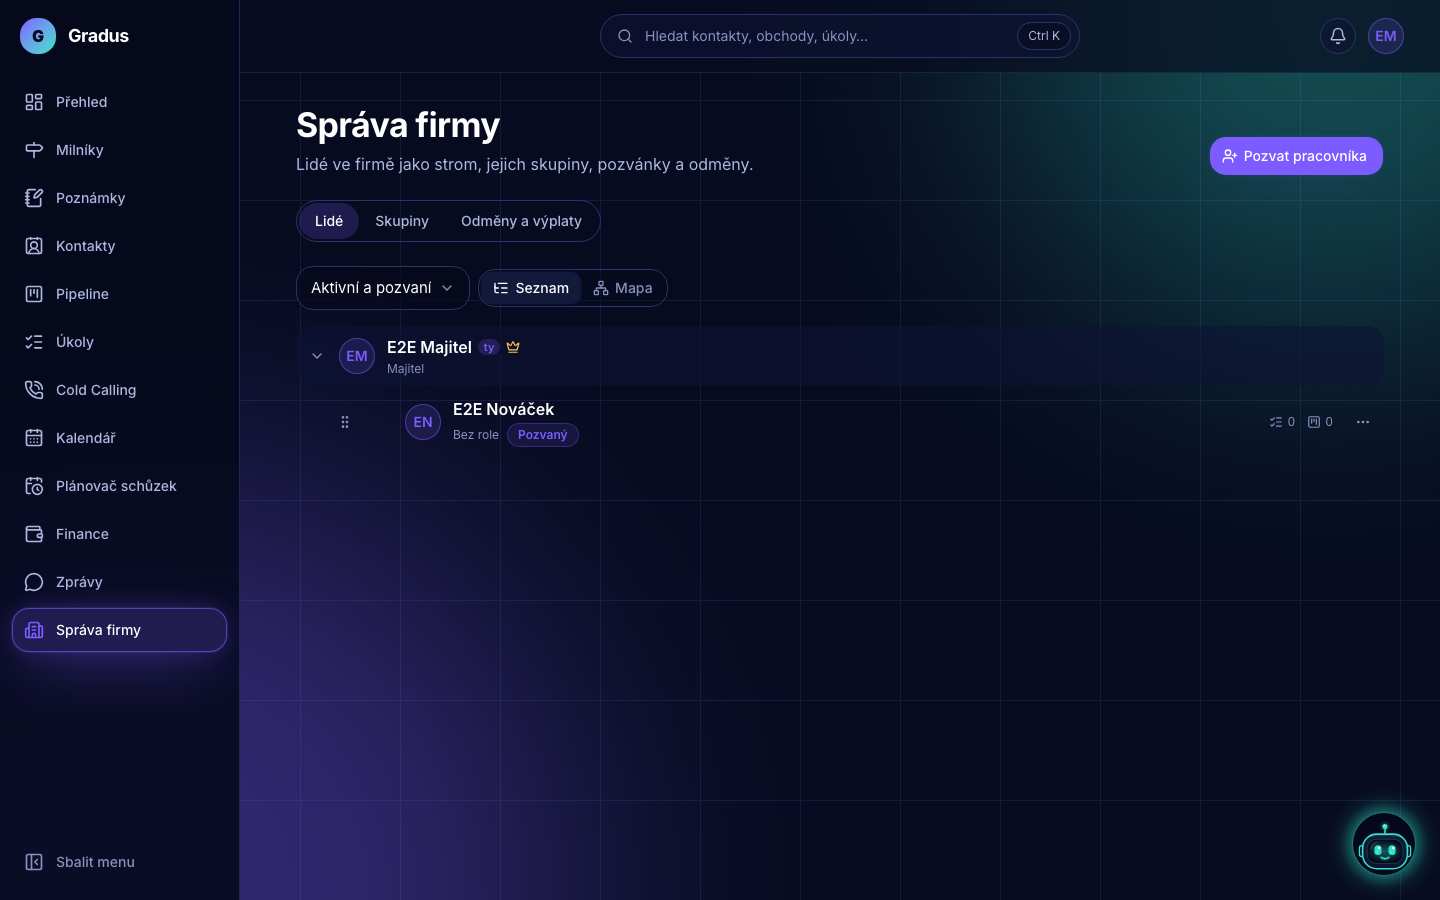 G Gradus
Hledat kontakty, obchody, úkoly... Ctrl K
EM
Přehled
Milníky
Poznámky
Kontakty
Pipeline
Úkoly
Cold Calling
Kalendář
Plánovač schůzek
Finance
Zprávy
Správa firmy
Sbalit menu
Správa firmy
Lidé ve firmě jako strom, jejich skupiny, pozvánky a odměny.
Pozvat pracovníka
Lidé Skupiny Odměny a výplaty
Aktivní a pozvaní Seznam Mapa
EM E2E Majitel ty
Majitel
EN E2E Nováček
Bez role Pozvaný
0 0